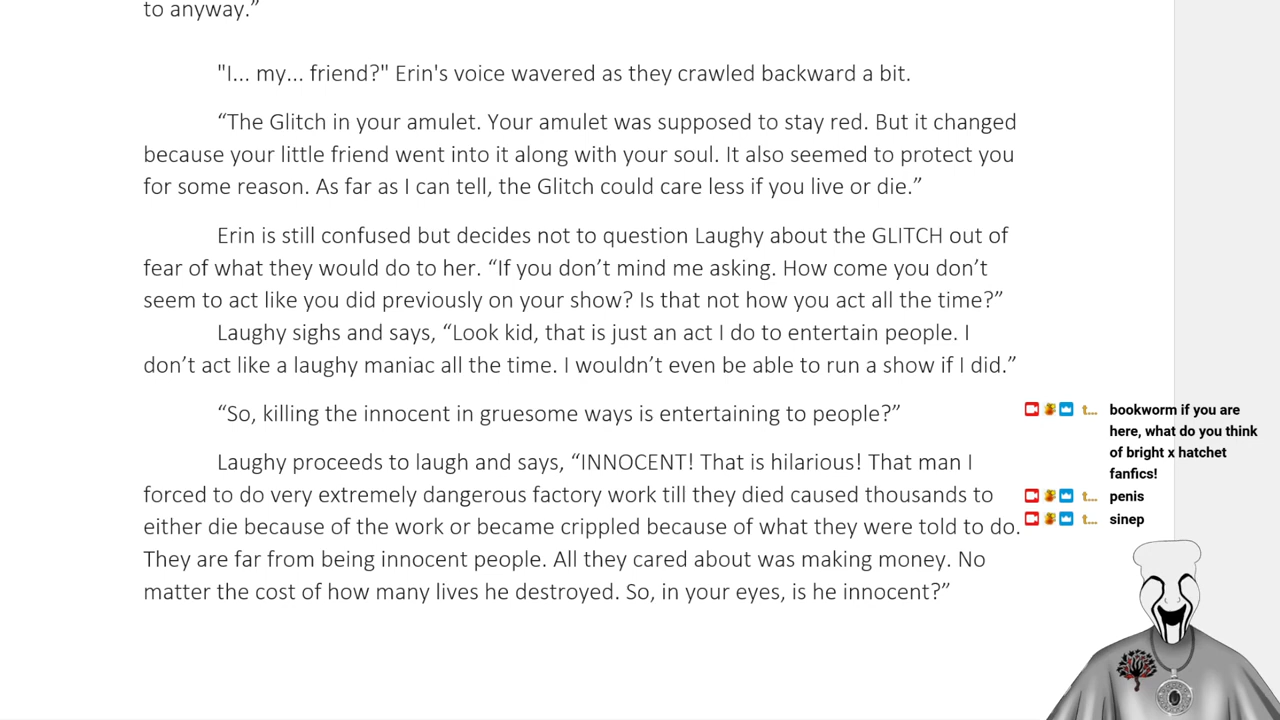 to anyway.”
"I... my... friend?" Erin's voice wavered as they crawled backward a bit.
“The Glitch in your amulet. Your amulet was supposed to stay red. But it changed
because your little friend went into it along with your soul. It also seemed to protect you
for some reason. As far as I can tell, the Glitch could care less if you live or die.”
Erin is still confused but decides not to question Laughy about the GLITCH out of
fear of what they would do to her. “If you don’t mind me asking. How come you don’t
seem to act like you did previously on your show? Is that not how you act all the time?”
Laughy sighs and says, “Look kid, that is just an act I do to entertain people. I
don’t act like a laughy maniac all the time. I wouldn’t even be able to run a show if I did.”
“So, killing the innocent in gruesome ways is entertaining to people?”
Laughy proceeds to laugh and says, “INNOCENT! That is hilarious! That man I
forced to do very extremely dangerous factory work till they died caused thousands to
either die because of the work or became crippled because of what they were told to do.
They are far from being innocent people. All they cared about was making money. No
matter the cost of how many lives he destroyed. So, in your eyes, is he innocent?”
t... bookworm if you are
here, what do you think
of bright x hatchet
fanfics!
t... penis
t... sinep